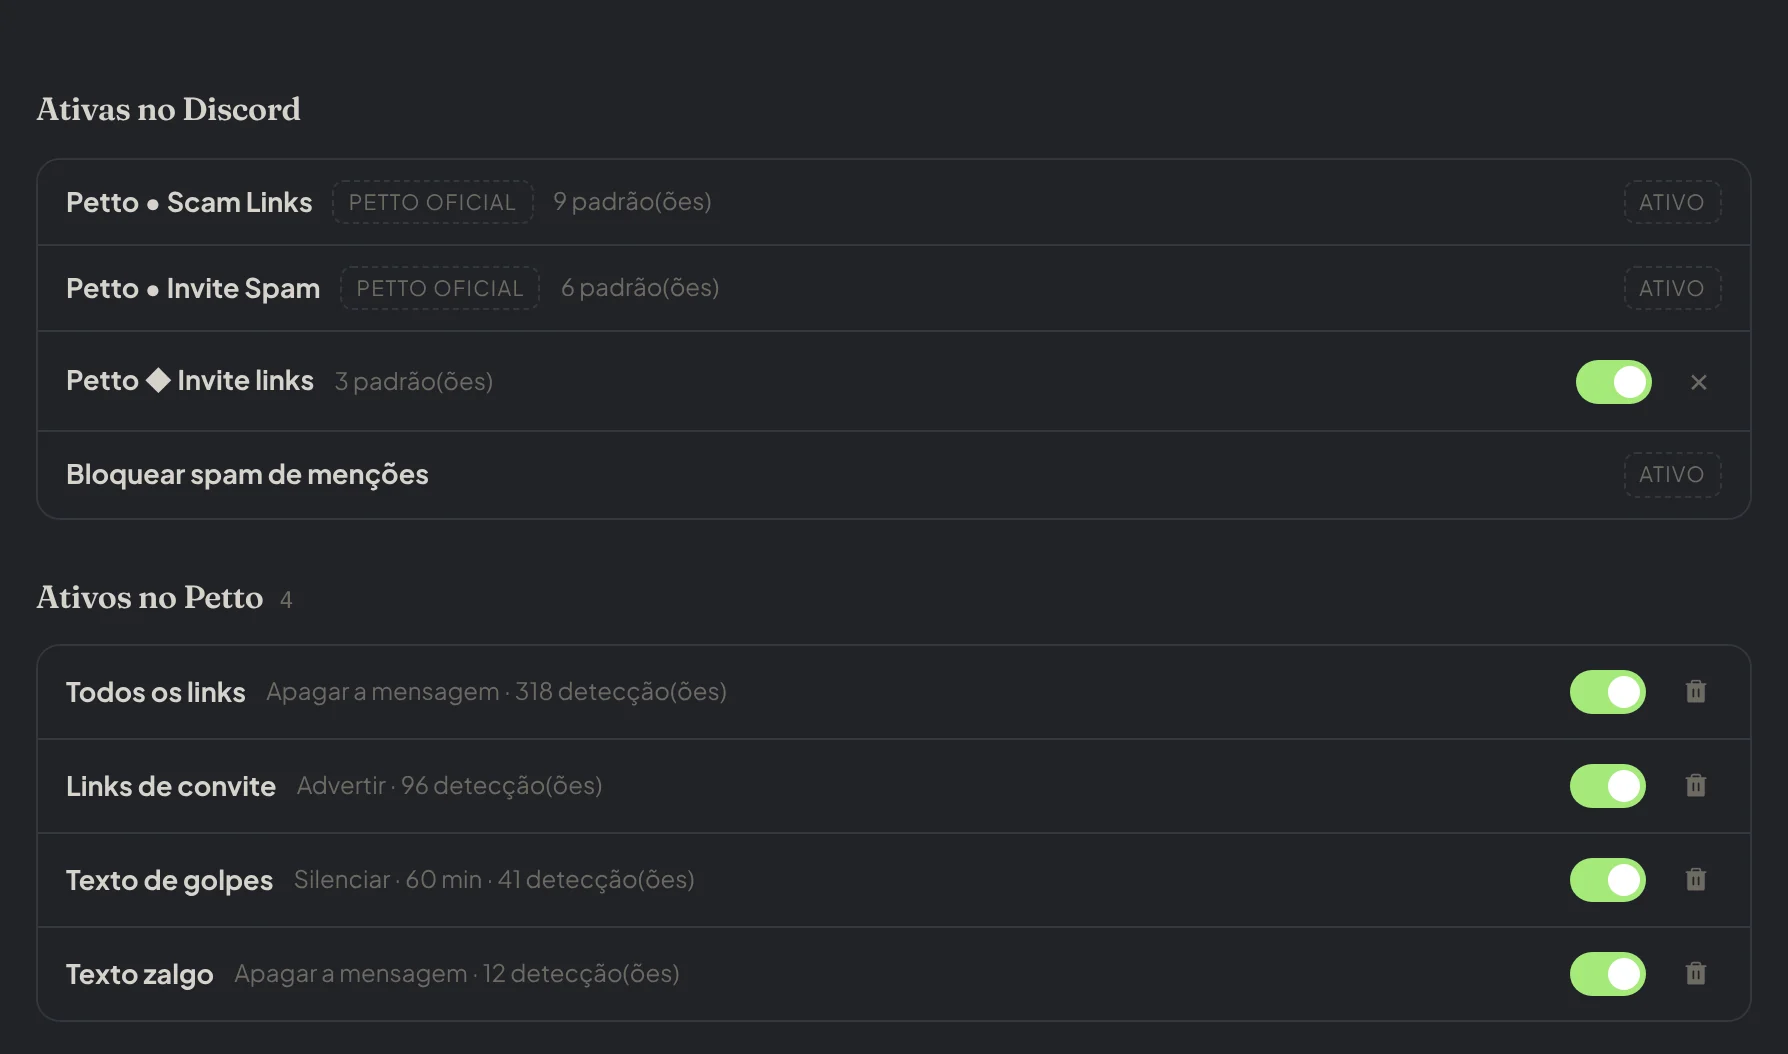 Ativas no Discord
Petto • Scam Links PETTO OFICIAL 9 padrão(ões) ATIVO
Petto • Invite Spam PETTO OFICIAL 6 padrão(ões) ATIVO
Petto ◆ Invite links 3 padrão(ões)
Bloquear spam de menções ATIVO
Ativos no Petto 4
Todos os links Apagar a mensagem · 318 detecção(ões)
Links de convite Advertir · 96 detecção(ões)
Texto de golpes Silenciar · 60 min · 41 detecção(ões)
Texto zalgo Apagar a mensagem · 12 detecção(ões)